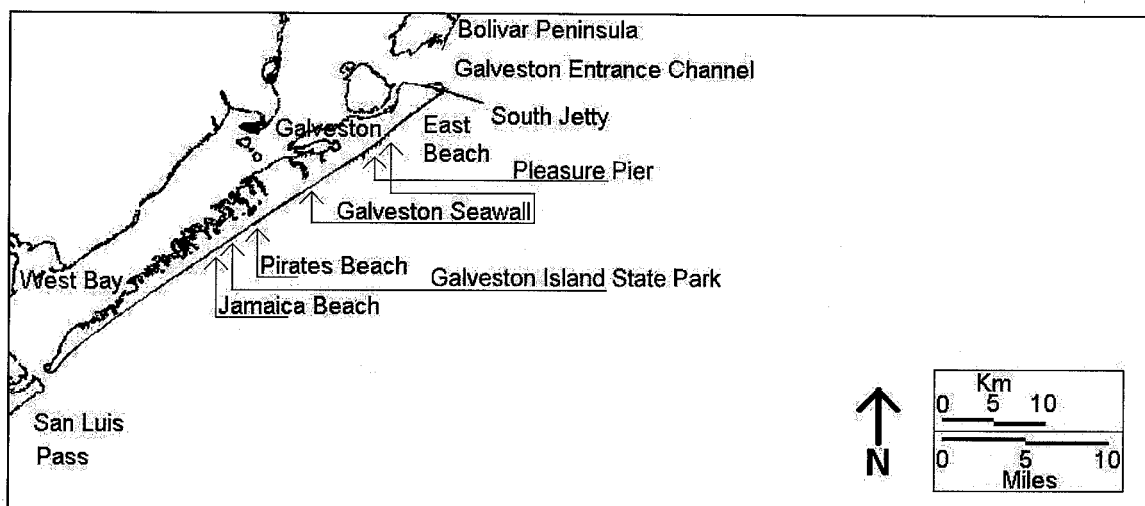 Bolivar Peninsula
Galveston Entrance Channel
South Jetty
Galveston
East
Beach
Pleasure Pier
Galveston Seawall
Pirates Beach
West Bay
Galveston Island State Park
Jamaica Beach
San Luis
Pass
N
Km
0 5 10
0 5 10
Miles